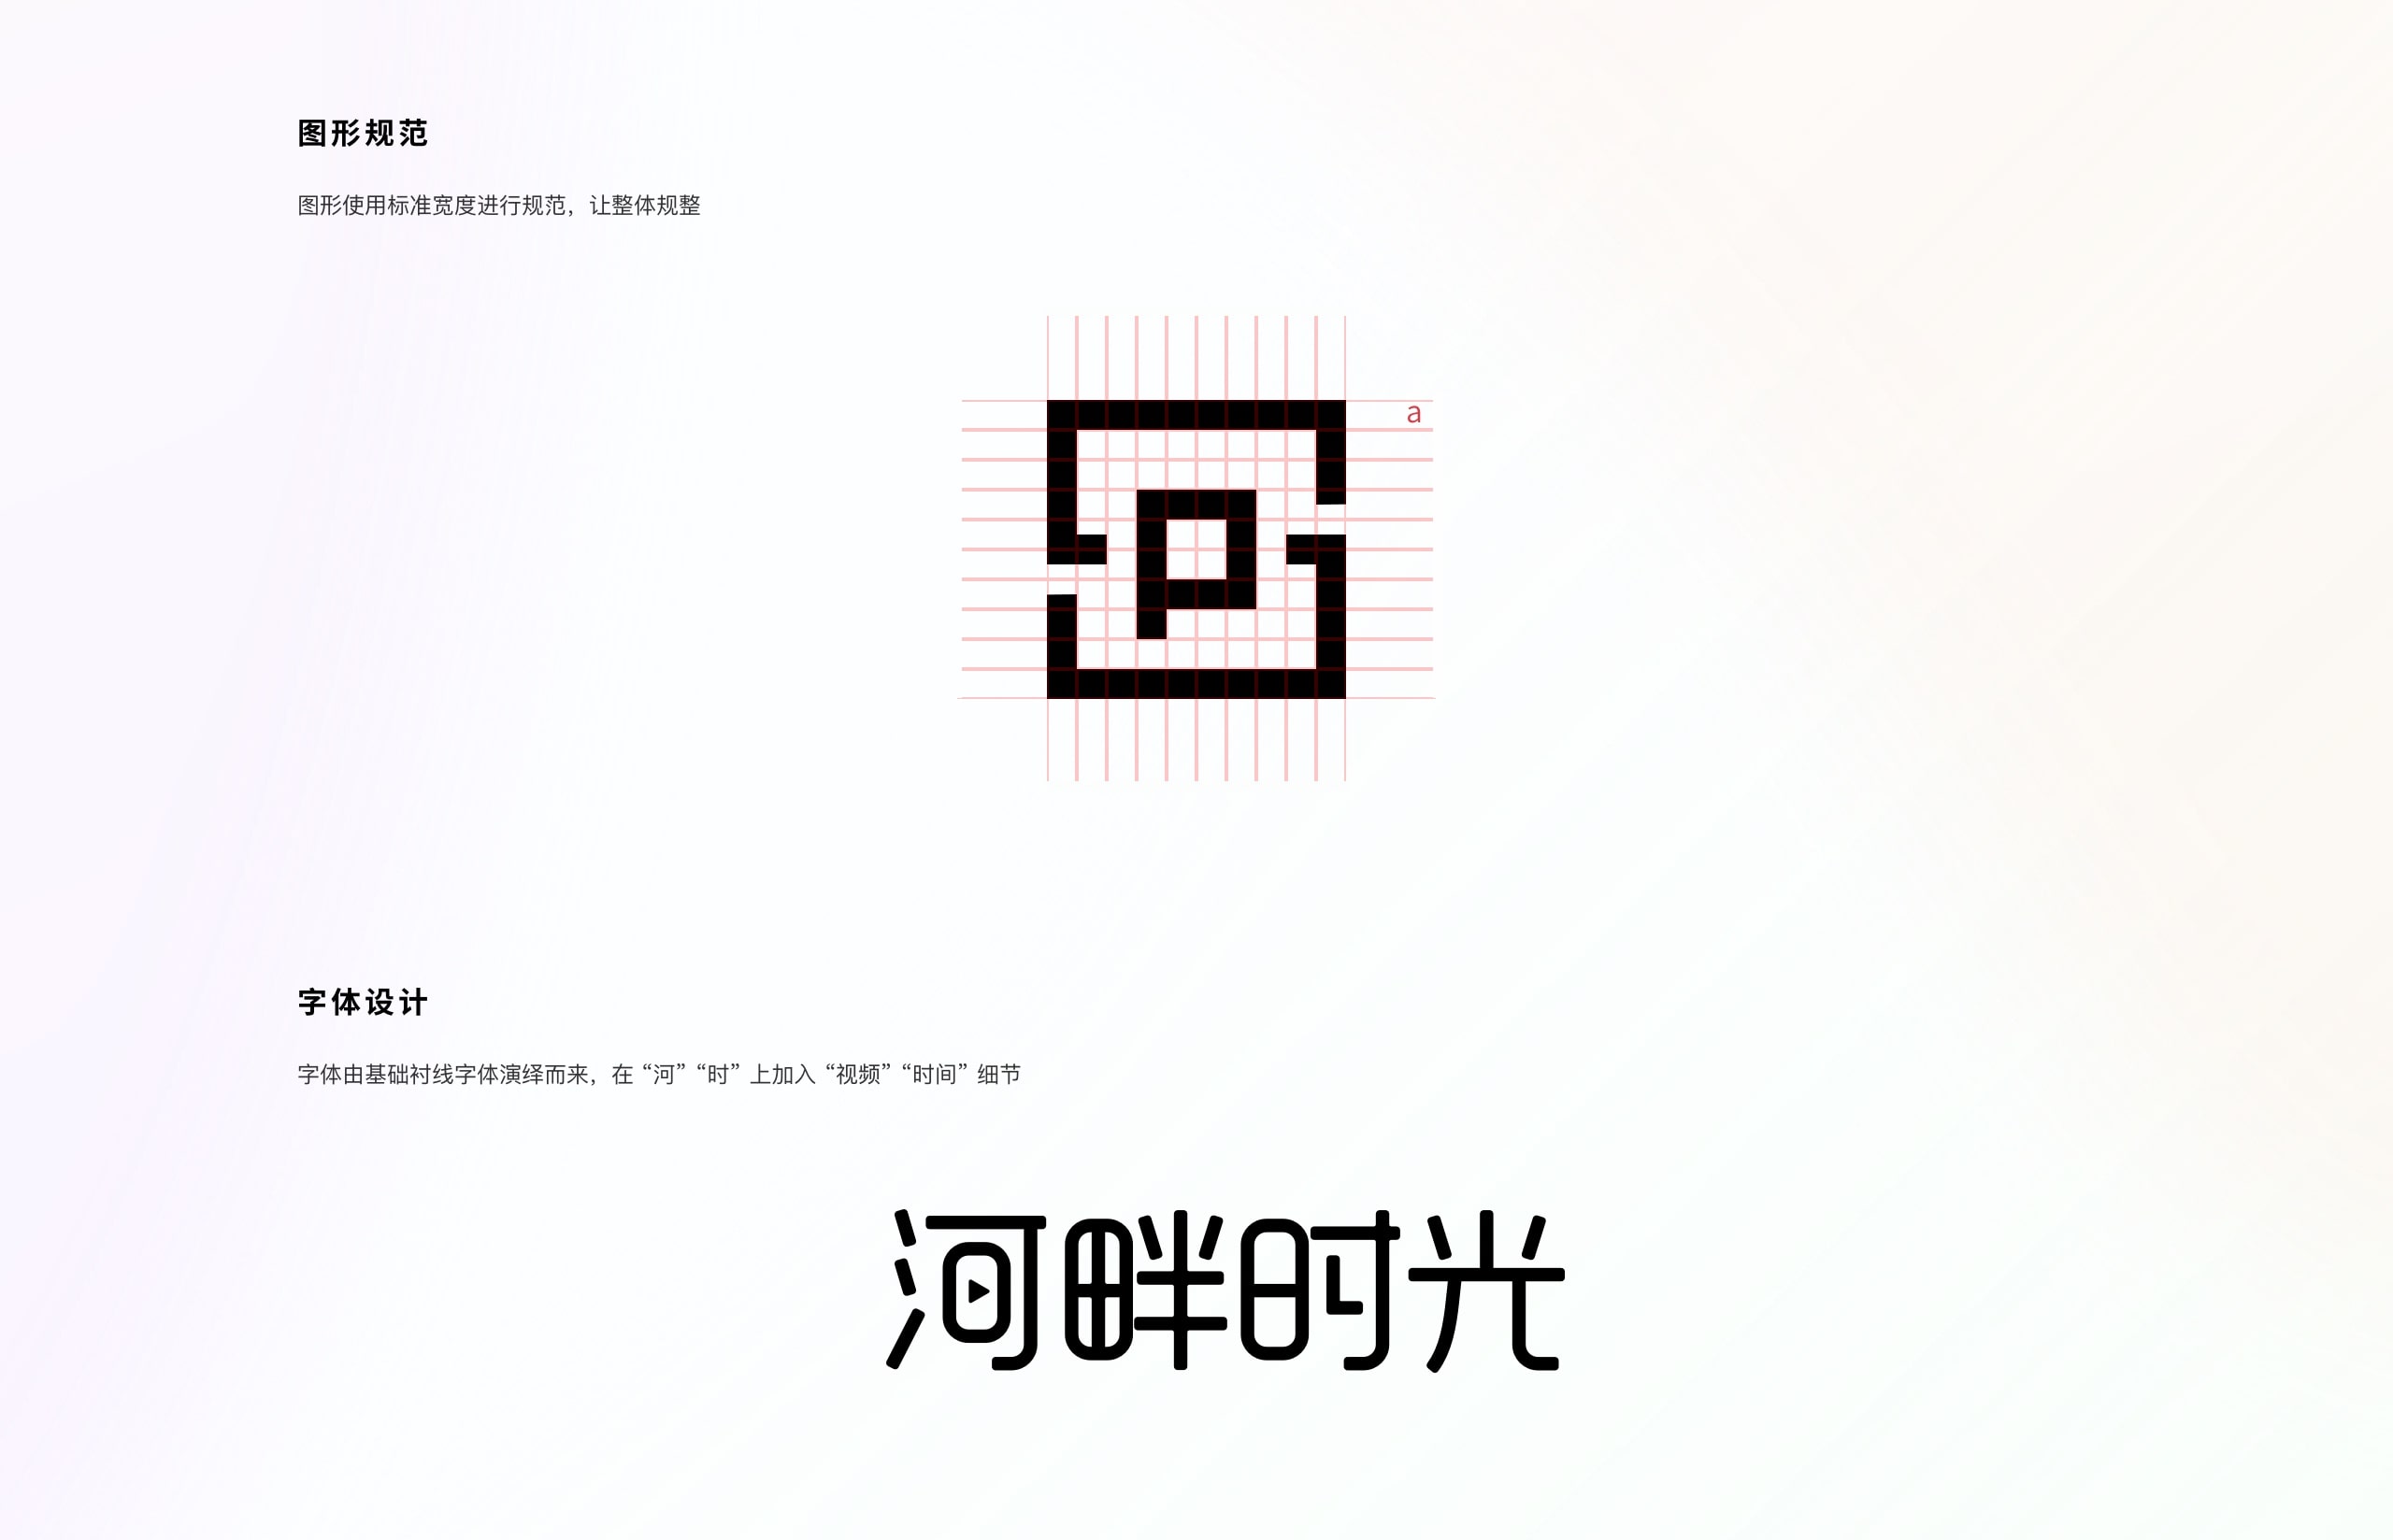 图形规范
图形使用标准宽度进行规范，让整体规整
a
字体设计
字体由基础衬线字体演绎而来，在 “河” “时” 上加入 “视频” “时间” 细节
河畔时光